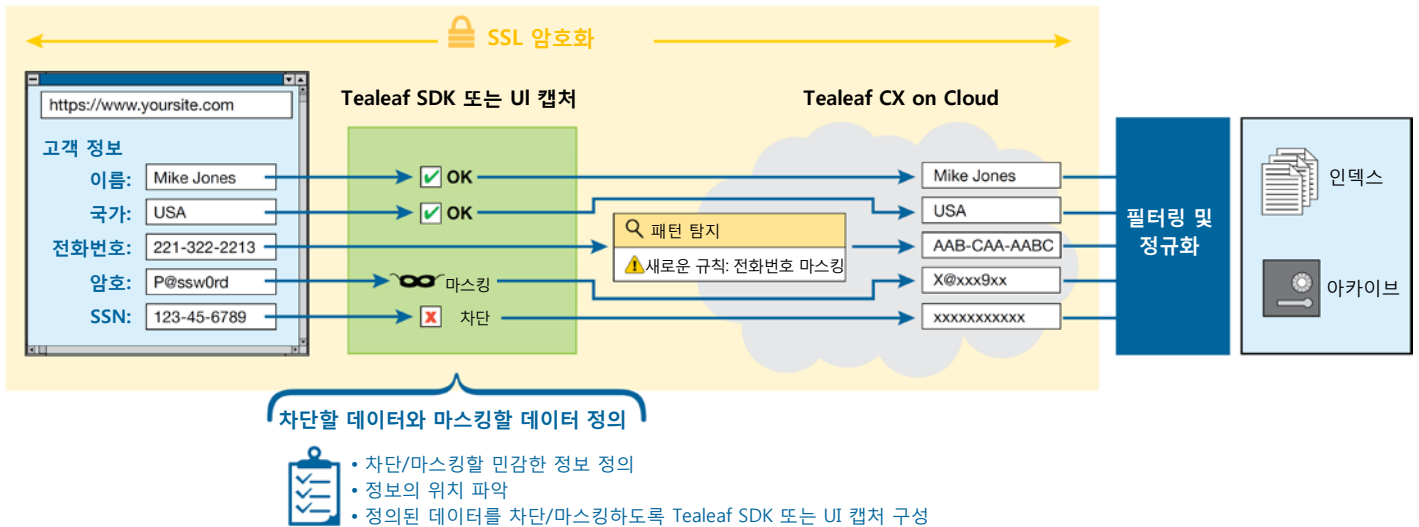 SSL 암호화
https://www.yoursite.com
고객 정보
이름: Mike Jones
국가: USA
전화번호: 221-322-2213
암호: P@ssw0rd
SSN: 123-45-6789
Tealeaf SDK 또는 UI 캡처
OK
OK
마스킹
x 차단
패턴 탐지
새로운 규칙: 전화번호 마스킹
Tealeaf CX on Cloud
Mike Jones
USA
AAB-CAA-AABC
X@xxx9xx
xxxxxxxxxxx
필터링 및
정규화
인덱스
아카이브
차단할 데이터와 마스킹할 데이터 정의
• 차단/마스킹할 민감한 정보 정의
• 정보의 위치 파악
• 정의된 데이터를 차단/마스킹하도록 Tealeaf SDK 또는 UI 캡처 구성